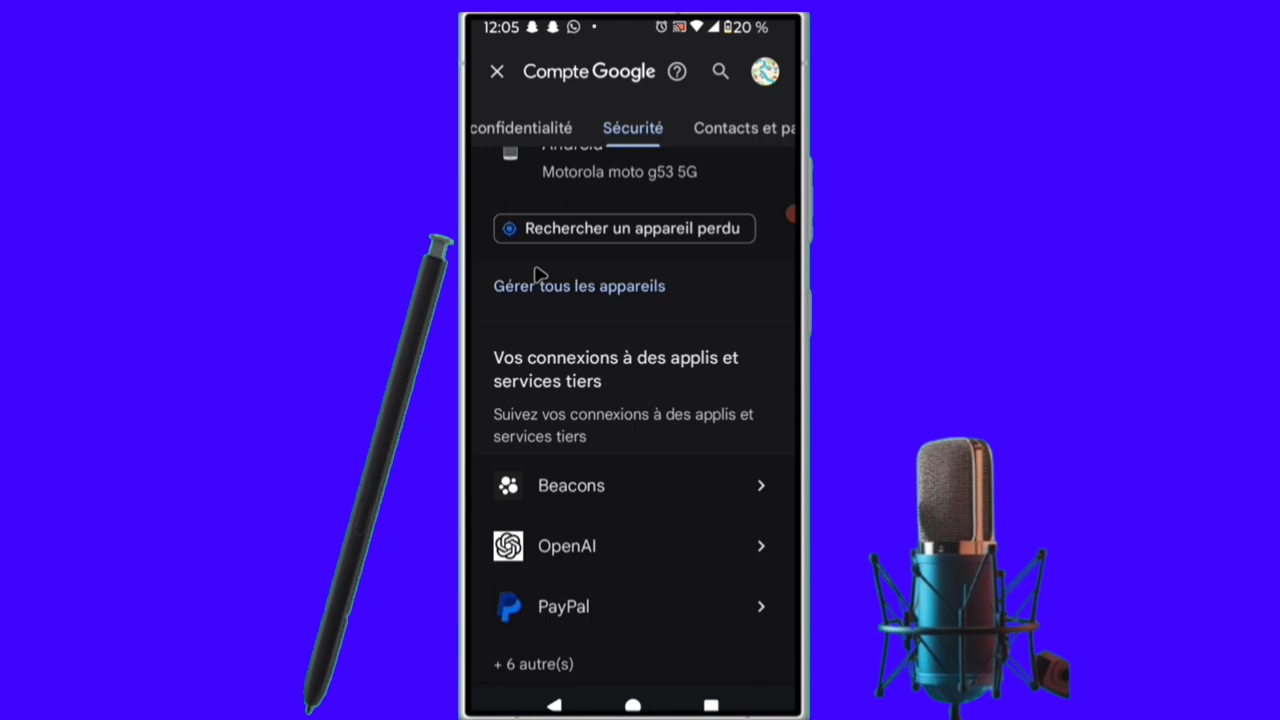 12:05 20 %
Compte Google
confidentialité Sécurité Contacts et pa
Android
Motorola moto g53 5G
Rechercher un appareil perdu
Gérer tous les appareils
Vos connexions à des applis et
services tiers
Suivez vos connexions à des applis et
services tiers
Beacons
OpenAI
PayPal
+ 6 autre(s)